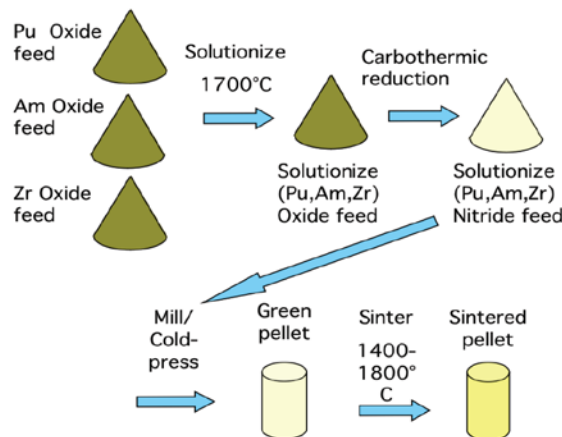 Pu Oxide
feed
Am Oxide
feed
Zr Oxide
feed
Solutionize
1700°C
Solutionize
(Pu,Am,Zr)
Oxide feed
Carbothermic
reduction
Solutionize
(Pu,Am,Zr)
Nitride feed
Mill/
Cold-
press
Green
pellet
Sinter
1400-
1800°
C
Sintered
pellet